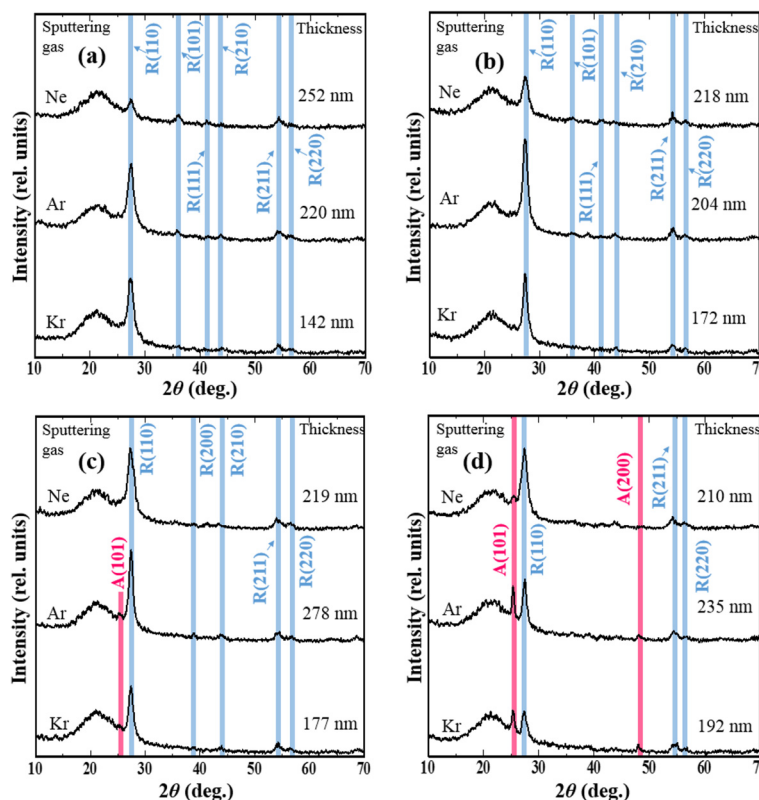 Sputtering gas
(a)
R(110)
R(101)
R(210)
Thickness
Ne
252 nm
R(111)
R(211)
R(220)
Ar
220 nm
Kr
142 nm
Intensity (rel. units)
10 20 30 40 50 60 70
2θ (deg.)
Sputtering gas
(b)
R(110)
R(101)
R(210)
Thickness
Ne
218 nm
R(111)
R(211)
R(220)
Ar
204 nm
Kr
172 nm
Intensity (rel. units)
10 20 30 40 50 60 70
2θ (deg.)
Sputtering gas
(c)
R(110)
R(200)
R(210)
Thickness
Ne
219 nm
A(101)
R(211)
R(220)
Ar
278 nm
Kr
177 nm
Intensity (rel. units)
10 20 30 40 50 60 70
2θ (deg.)
Sputtering gas
(d)
A(200)
R(211)
Thickness
Ne
210 nm
A(101)
R(110)
R(220)
Ar
235 nm
Kr
192 nm
Intensity (rel. units)
10 20 30 40 50 60 70
2θ (deg.)